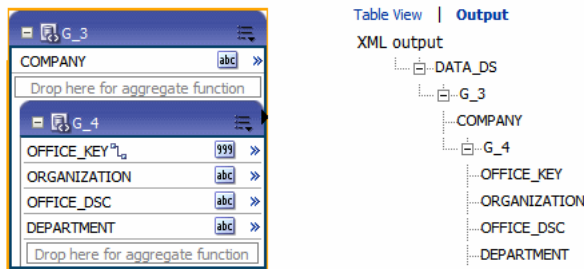 G_3
COMPANY
abc
Drop here for aggregate function
G_4
OFFICE_KEY
999
ORGANIZATION
abc
OFFICE_DSC
abc
DEPARTMENT
abc
Drop here for aggregate function
Table View | Output
XML output
DATA_DS
G_3
COMPANY
G_4
OFFICE_KEY
ORGANIZATION
OFFICE_DSC
DEPARTMENT